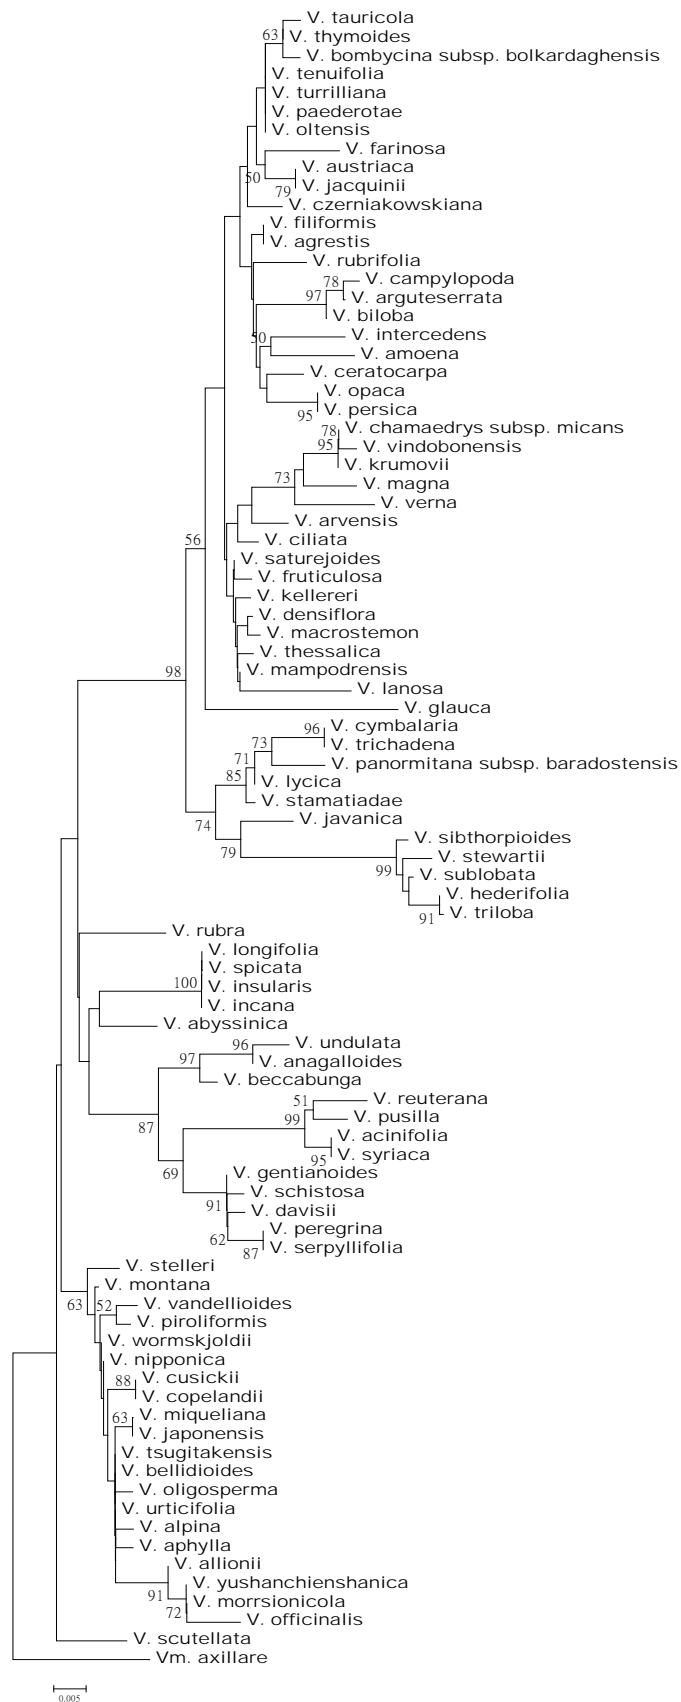 V. tauricola
63 V. thymoides
V. bombycina subsp. bolkardaghensis
V. tenuifolia
V. turrilliana
V. paederotae
V. oltensis
V. farinosa
V. austriaca
50
79 V. jacquinii
V. czerniakowskiana
V. filiformis
V. agrestis
V. rubrifolia
78 V. campylopoda
97 V. arguteserrata
V. biloba
50 V. intercedens
V. amoena
V. ceratocarpa
V. opaca
95 V. persica
78 V. chamaedrys subsp. micans
95 V. vindobonensis
V. krumovii
73 V. magna
V. verna
V. arvensis
56 V. ciliata
V. saturejoides
V. fruticulosa
V. kellereri
V. densiflora
V. macrostemon
V. thessalica
98 V. mampodrensis
V. lanosa
V. glauca
96 V. cymbalaria
73 V. trichadena
71 V. panormitana subsp. baradostensis
85 V. lycica
V. stamatiadae
74 V. javanica
V. sibthorpioides
79 V. stewartii
99 V. sublobata
V. hederifolia
91 V. triloba
V. rubra
V. longifolia
V. spicata
100 V. insularis
V. incana
V. abyssinica
96 V. undulata
97 V. anagalloides
V. beccabunga
51 V. reuterana
99 V. pusilla
87 V. acinifolia
95 V. syriaca
69 V. gentianoides
V. schistosa
91 V. davisii
V. peregrina
62
87 V. serpyllifolia
V. stelleri
V. montana
63 52 V. vandellioides
V. piroliformis
V. wormskjoldii
V. nipponica
88 V. cusickii
V. copelandii
63 V. miqueliana
V. japonensis
V. tsugitakensis
V. bellidioides
V. oligosperma
V. urticifolia
V. alpina
V. aphylla
V. allionii
V. yushanchienshanica
91 V. morrsionicola
72 V. officinalis
V. scutellata
Vm. axillare
0.005